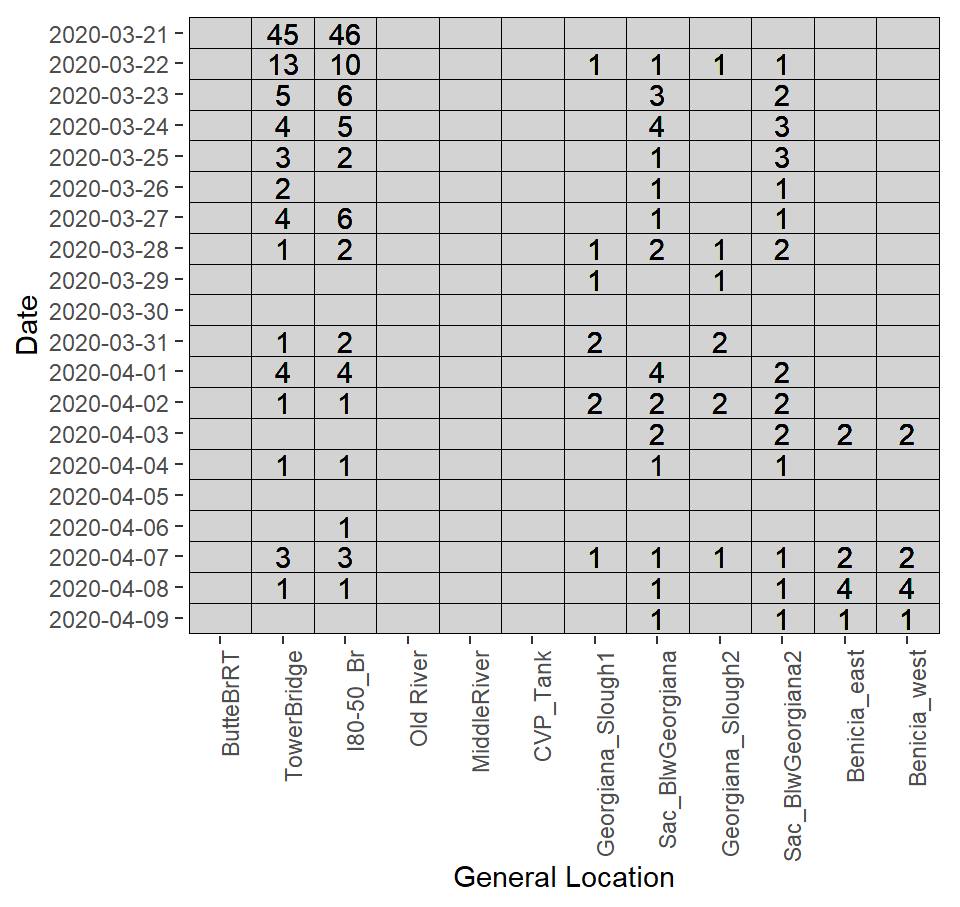 2020-03-21 45 46
2020-03-22 13 10 1 1 1 1
2020-03-23 5 6 3 2
2020-03-24 4 5 4 3
2020-03-25 3 2 1 3
2020-03-26 2 1 1
2020-03-27 4 6 1 1
2020-03-28 1 2 1 2 1 2
2020-03-29 1 1
2020-03-30
2020-03-31 1 2 2 2
2020-04-01 4 4 4 2
2020-04-02 1 1 2 2 2 2
2020-04-03 2 2 2 2
2020-04-04 1 1 1 1
2020-04-05
2020-04-06 1
2020-04-07 3 3 1 1 1 1 2 2
2020-04-08 1 1 1 1 4 4
2020-04-09 1 1 1 1
Date
ButteBrRT
TowerBridge
I80-50_Br
Old River
MiddleRiver
CVP_Tank
Georgiana_Slough1
Sac_BlwGeorgiana
Georgiana_Slough2
Sac_BlwGeorgiana2
Benicia_east
Benicia_west
General Location